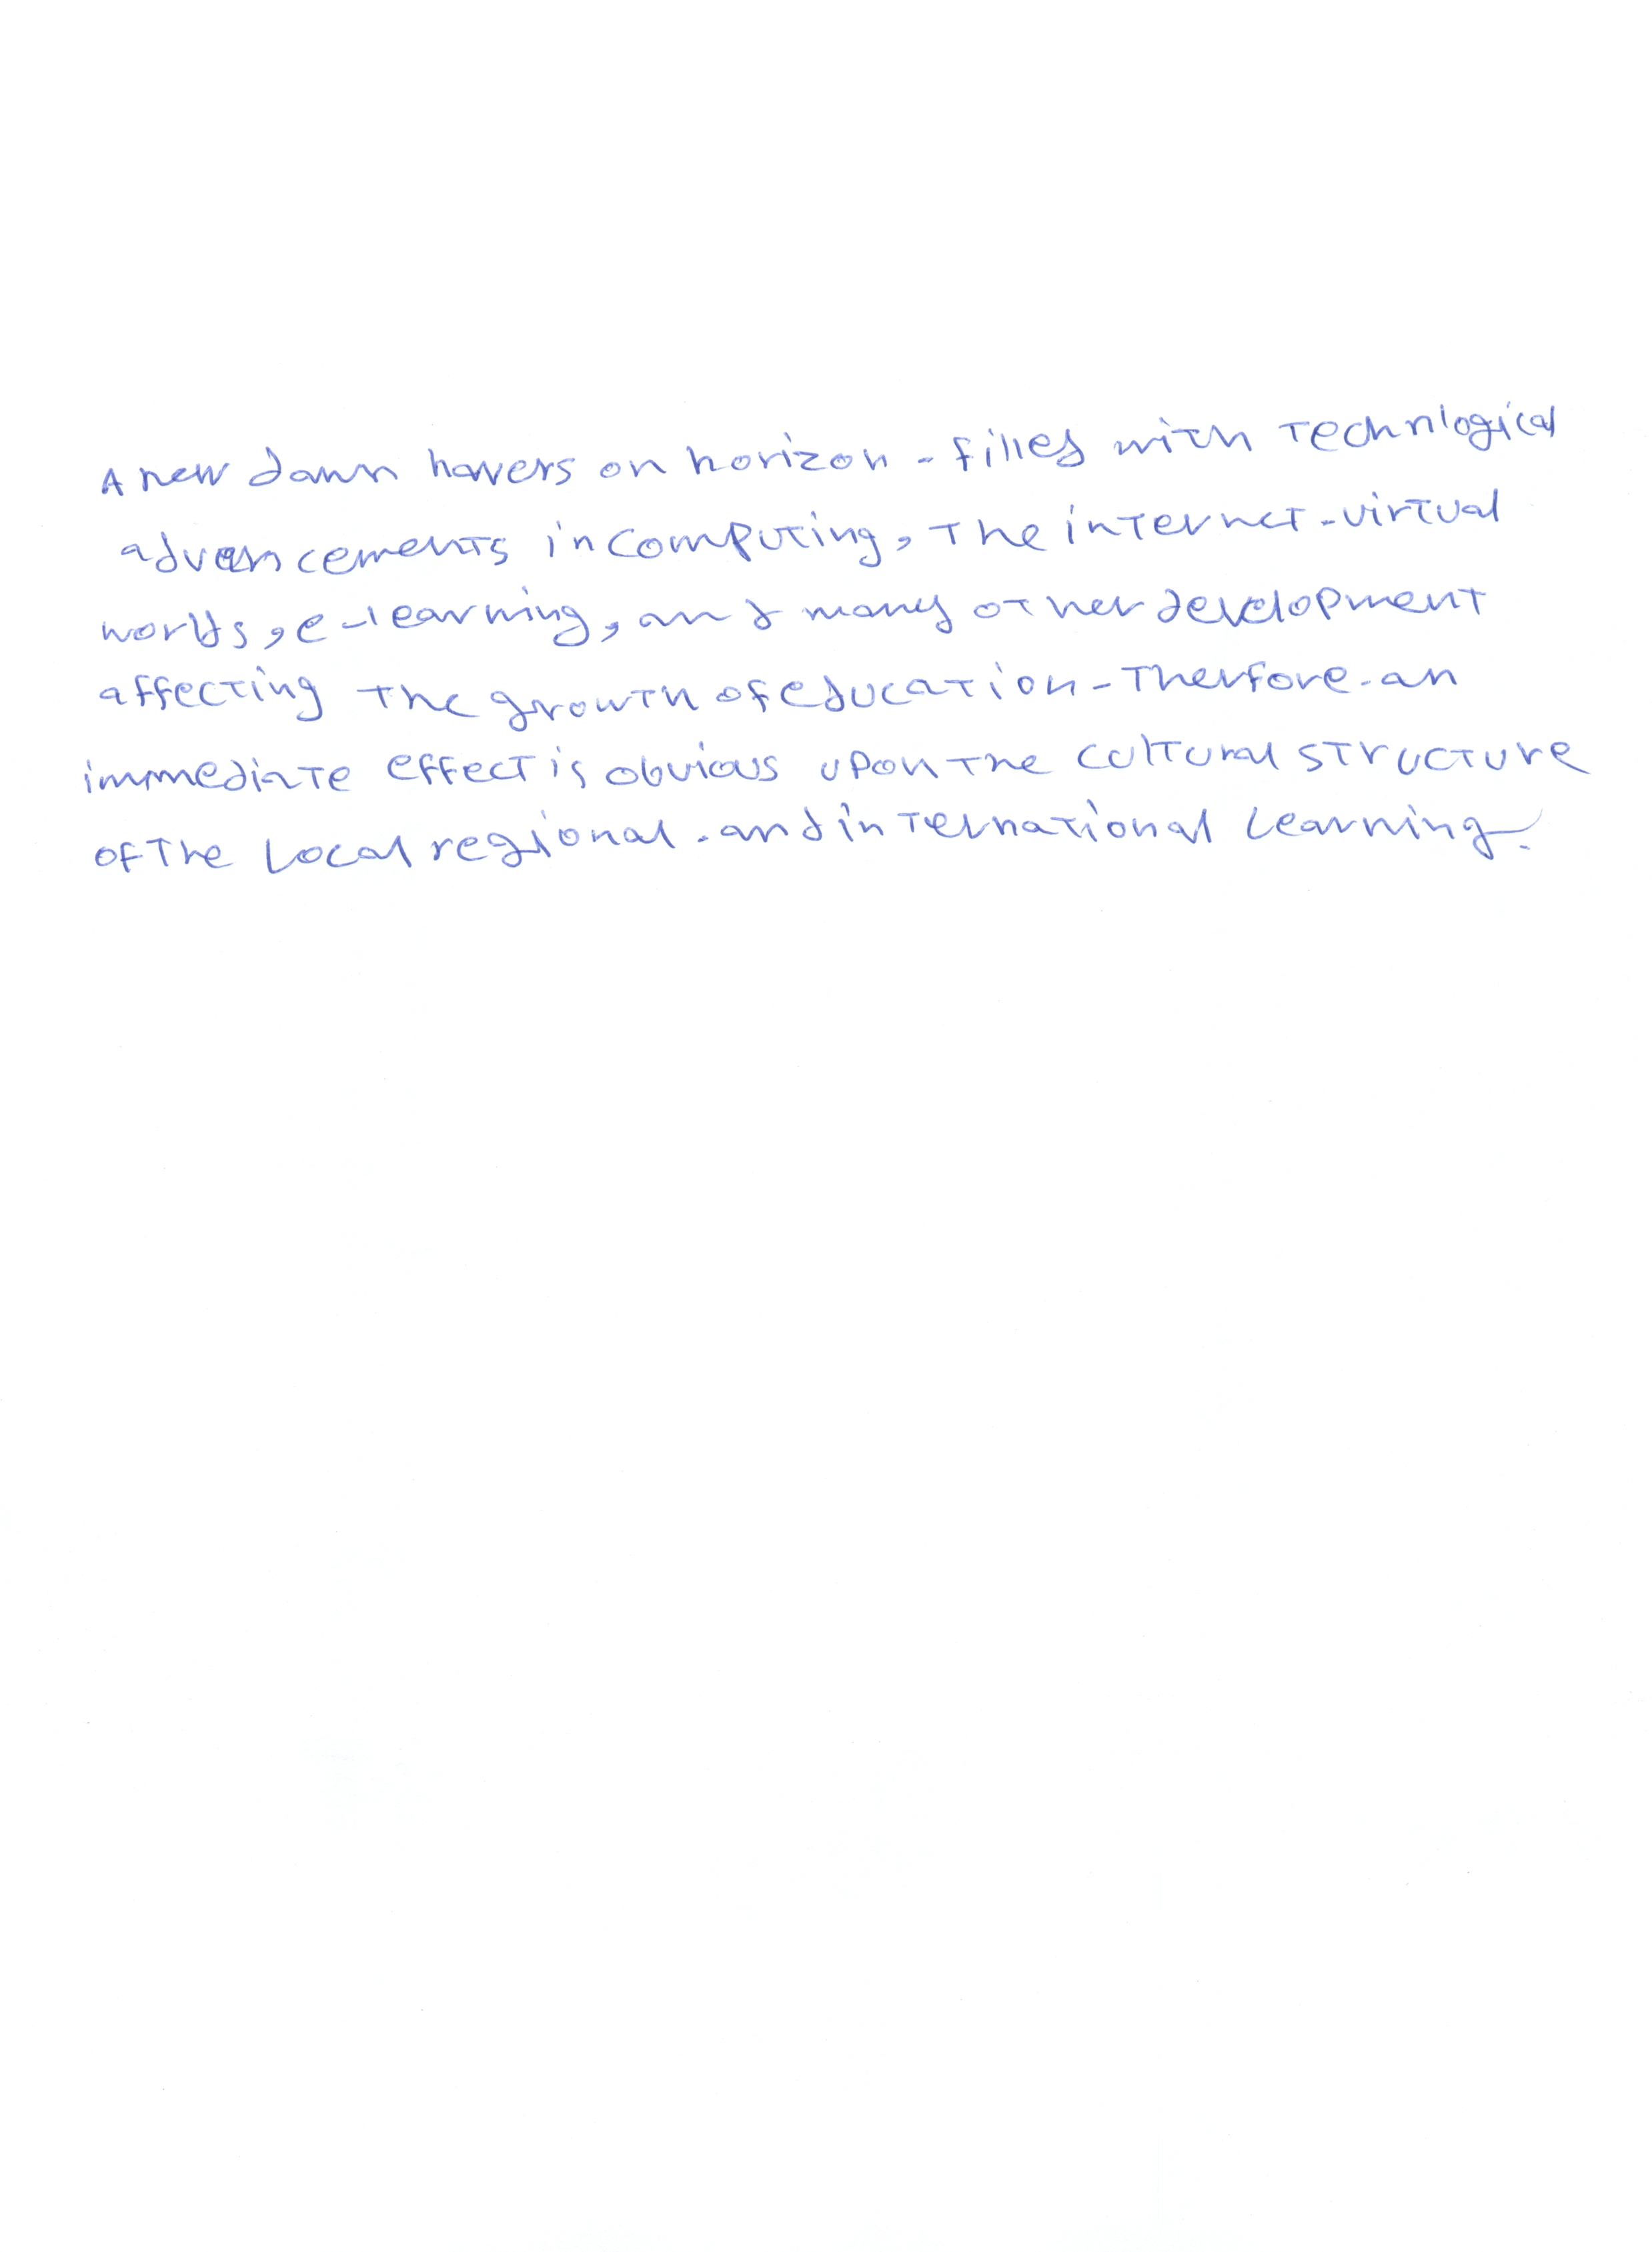 A new dawn hovers on horizon - filled with technlogical
advancements in computing, the internet - virtual
worlds, e-learning, and many other development
affecting the growth of education - Therfore - an
immediate effect is obvious upon the cultural structure
of the Local regional - and international Learning.